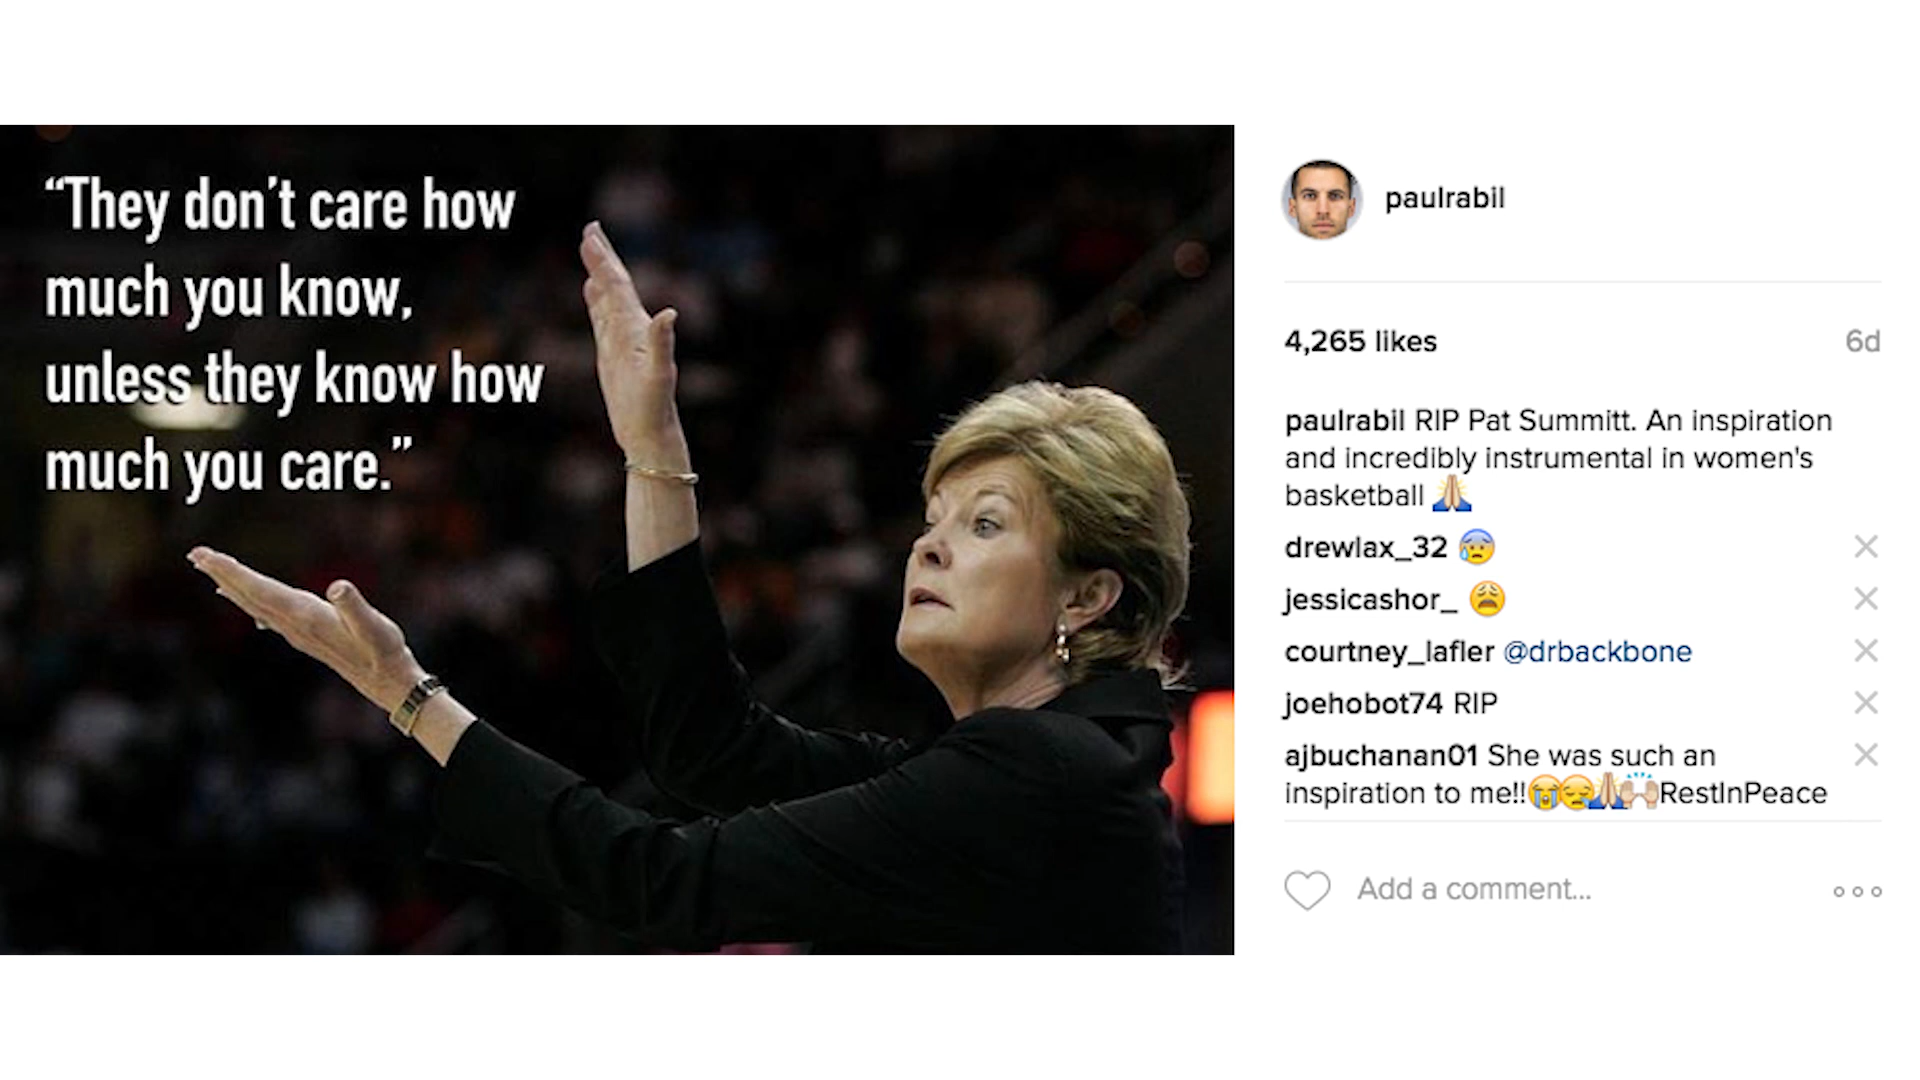 “They don’t care how
much you know,
unless they know how
much you care.”
paulrabil
4,265 likes
6d
paulrabil RIP Pat Summitt. An inspiration
and incredibly instrumental in women's
basketball 🙏
drewlax_32 😰
jessicashor_ 😩
courtney_lafler @drbackbone
joehobot74 RIP
ajbuchanan01 She was such an
inspiration to me!!😭😪🙏🙌RestInPeace
Add a comment...